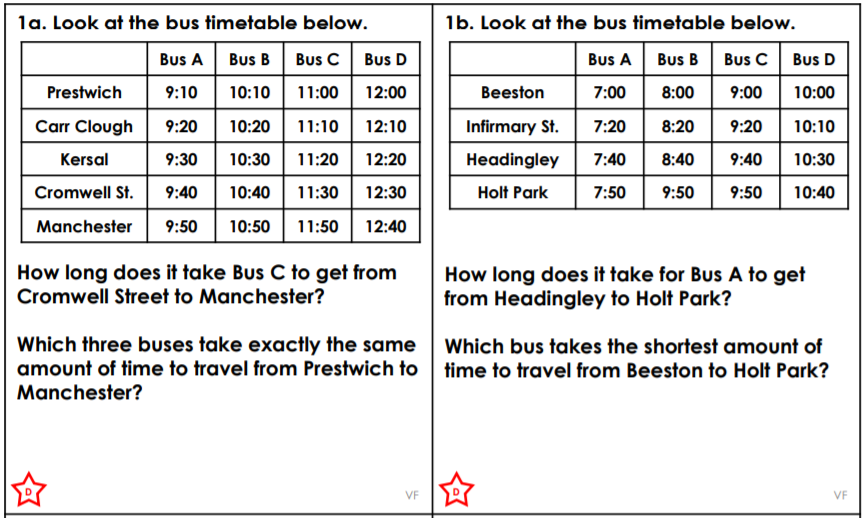 1a. Look at the bus timetable below.
Bus A Bus B Bus C Bus D
Prestwich 9:10 10:10 11:00 12:00
Carr Clough 9:20 10:20 11:10 12:10
Kersal 9:30 10:30 11:20 12:20
Cromwell St. 9:40 10:40 11:30 12:30
Manchester 9:50 10:50 11:50 12:40
How long does it take Bus C to get from
Cromwell Street to Manchester?
Which three buses take exactly the same
amount of time to travel from Prestwich to
Manchester?
D
VF
1b. Look at the bus timetable below.
Bus A Bus B Bus C Bus D
Beeston 7:00 8:00 9:00 10:00
Infirmary St. 7:20 8:20 9:20 10:10
Headingley 7:40 8:40 9:40 10:30
Holt Park 7:50 9:50 9:50 10:40
How long does it take for Bus A to get
from Headingley to Holt Park?
Which bus takes the shortest amount of
time to travel from Beeston to Holt Park?
D
VF